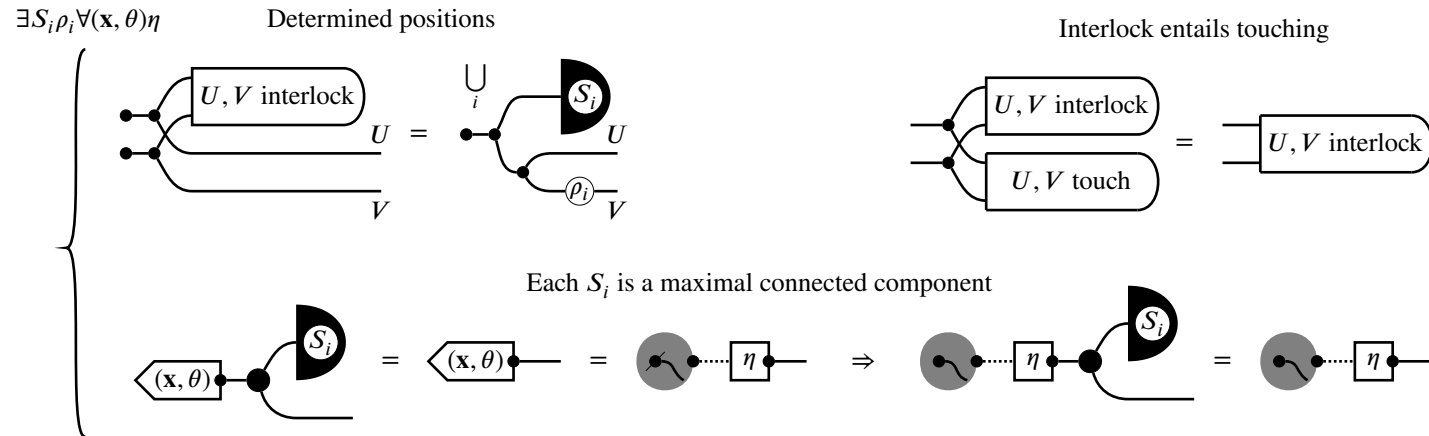 ∃S_iρ_i∀(𝐱, θ)η
Determined positions
Interlock entails touching
U, V interlock
U
V
=
⋃
i
S_i
U
ρ_i
V
U, V interlock
U, V touch
=
U, V interlock
Each S_i is a maximal connected component
(𝐱, θ)
S_i
=
(𝐱, θ)
=
η
⇒
η
S_i
=
η